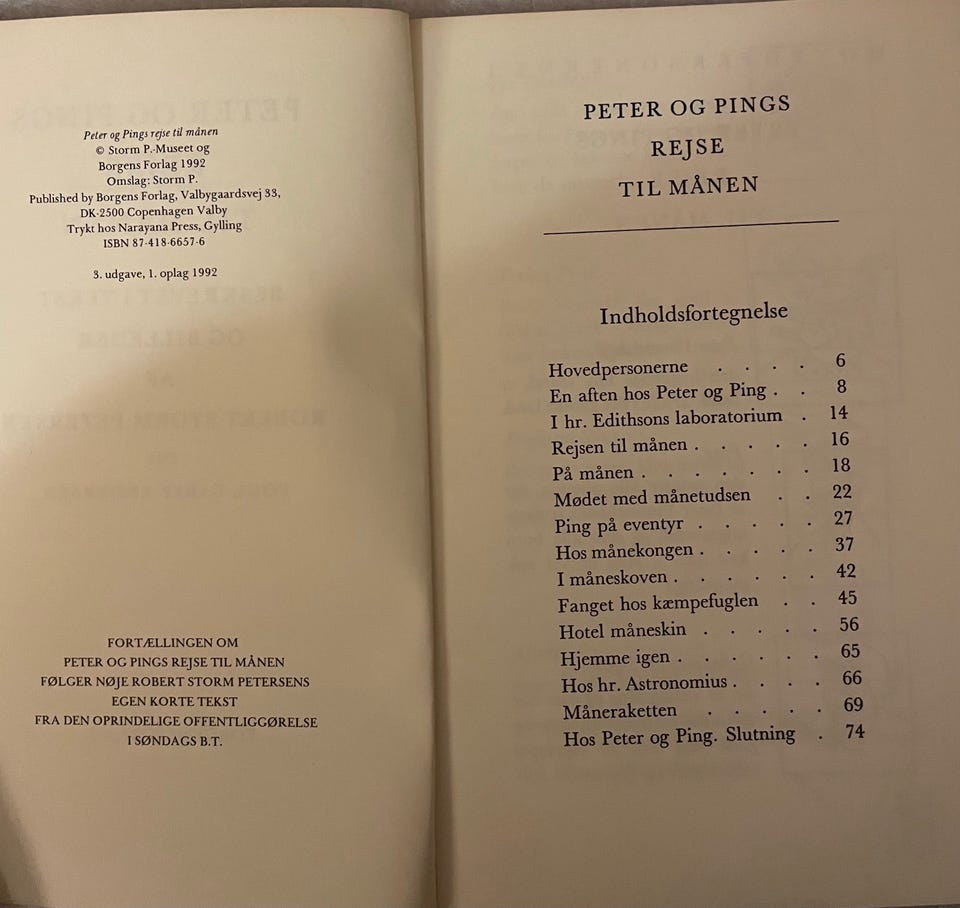 Peter og Pings rejse til månen
© Storm P.-Museet og
Borgens Forlag 1992
Omslag: Storm P.
Published by Borgens Forlag, Valbygaardsvej 33,
DK-2500 Copenhagen Valby
Trykt hos Narayana Press, Gylling
ISBN 87-418-6657-6
3. udgave, 1. oplag 1992
FORTÆLLINGEN OM
PETER OG PINGS REJSE TIL MÅNEN
FØLGER NØJE ROBERT STORM PETERSENS
EGEN KORTE TEKST
FRA DEN OPRINDELIGE OFFENTLIGGØRELSE
I SØNDAGS B.T.
PETER OG PINGS
REJSE
TIL MÅNEN
Indholdsfortegnelse
Hovedpersonerne . . . . 6
En aften hos Peter og Ping . . 8
I hr. Edithsons laboratorium . 14
Rejsen til månen . . . . . 16
På månen . . . . . . . 18
Mødet med månetudsen . . 22
Ping på eventyr . . . . . 27
Hos månekongen . . . . . 37
I måneskoven . . . . . . 42
Fanget hos kæmpefuglen . . 45
Hotel måneskin . . . . . 56
Hjemme igen . . . . . . 65
Hos hr. Astronomius . . . . 66
Måneraketten . . . . . 69
Hos Peter og Ping. Slutning . 74